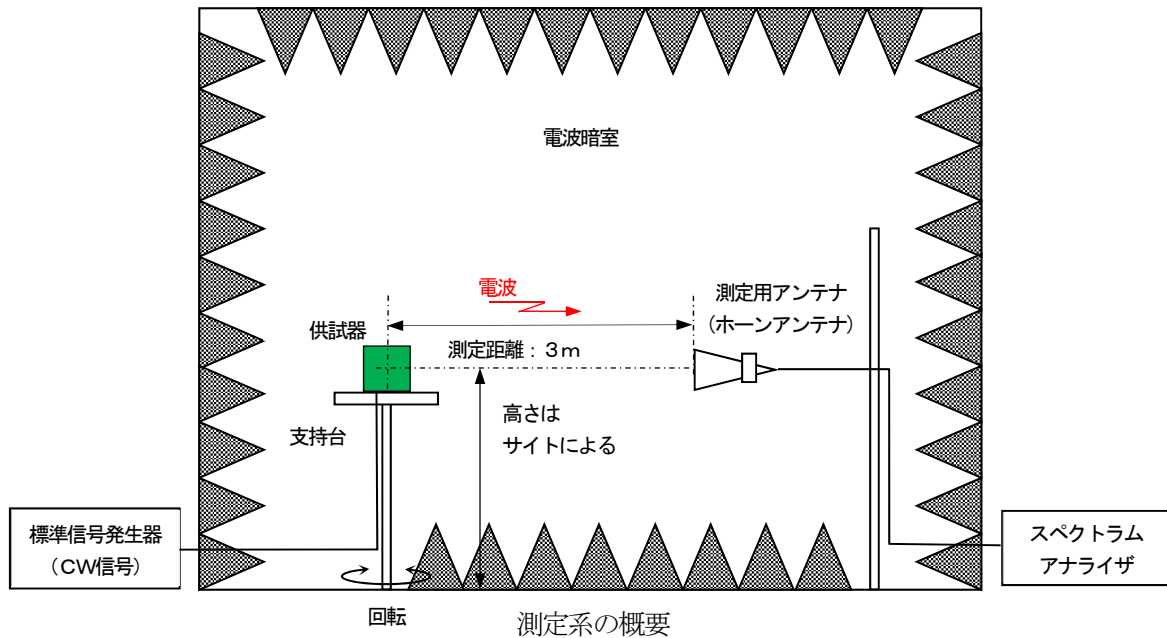 電波暗室
電波
測定用アンテナ
（ホーンアンテナ）
供試器
測定距離：３ｍ
高さは
サイトによる
支持台
標準信号発生器
（CW信号）
スペクトラム
アナライザ
回転
測定系の概要